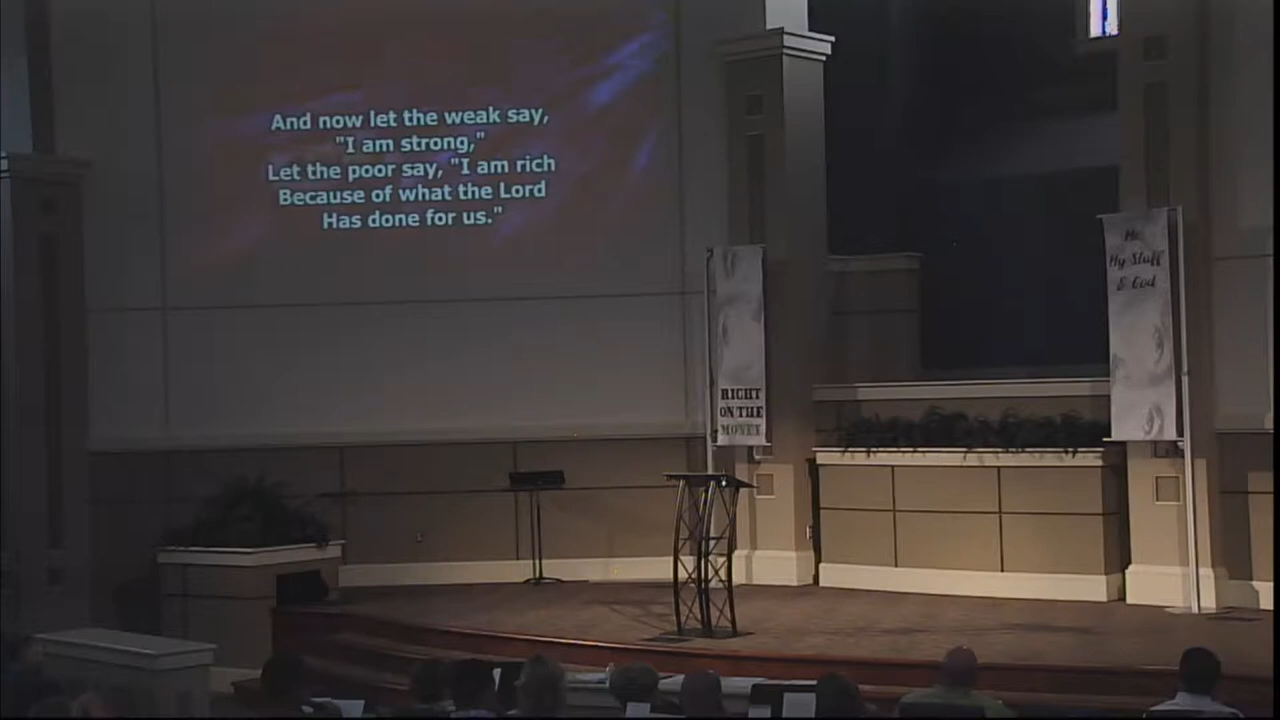 And now let the weak say,
"I am strong,"
Let the poor say, "I am rich
Because of what the Lord
Has done for us."
RIGHT
ON THE
MONEY
Me,
My Stuff
& God